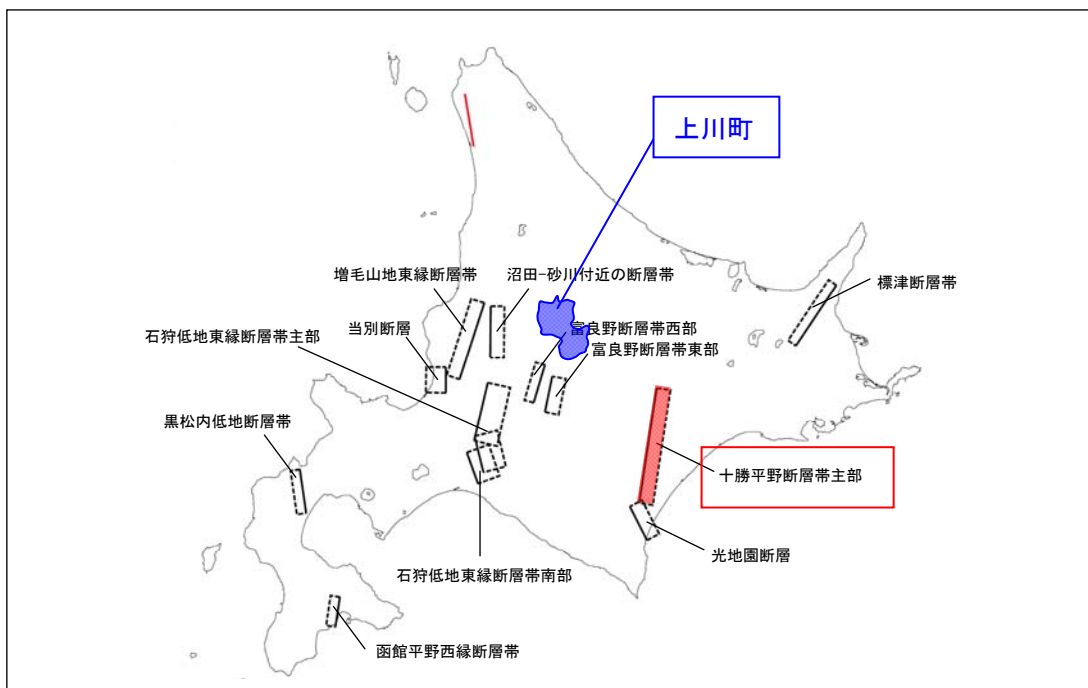 上川町
増毛山地東縁断層帯
沼田-砂川付近の断層帯
標津断層帯
石狩低地東縁断層帯主部
当別断層
富良野断層帯西部
富良野断層帯東部
黒松内低地断層帯
十勝平野断層帯主部
光地園断層
石狩低地東縁断層帯南部
函館平野西縁断層帯